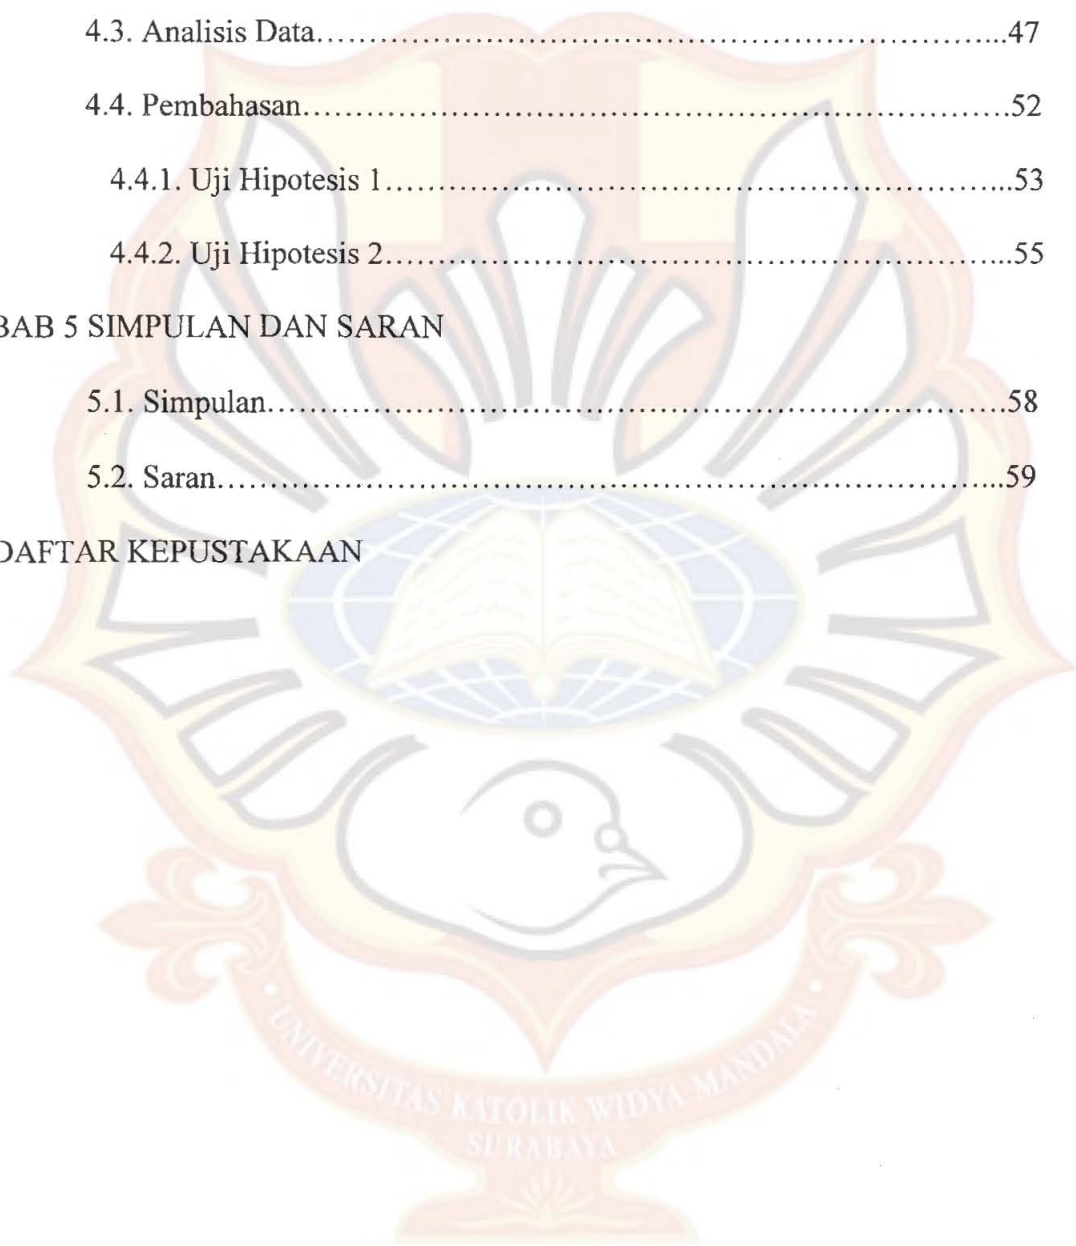 4.3. Analisis Data....................................................................47
4.4. Pembahasan......................................................................52
4.4.1. Uji Hipotesis 1..............................................................53
4.4.2. Uji Hipotesis 2..............................................................55
BAB 5 SIMPULAN DAN SARAN
5.1. Simpulan.........................................................................58
5.2. Saran..............................................................................59
DAFTAR KEPUSTAKAAN
UNIVERSITAS KATOLIK WIDYA MANDALA
SURABAYA